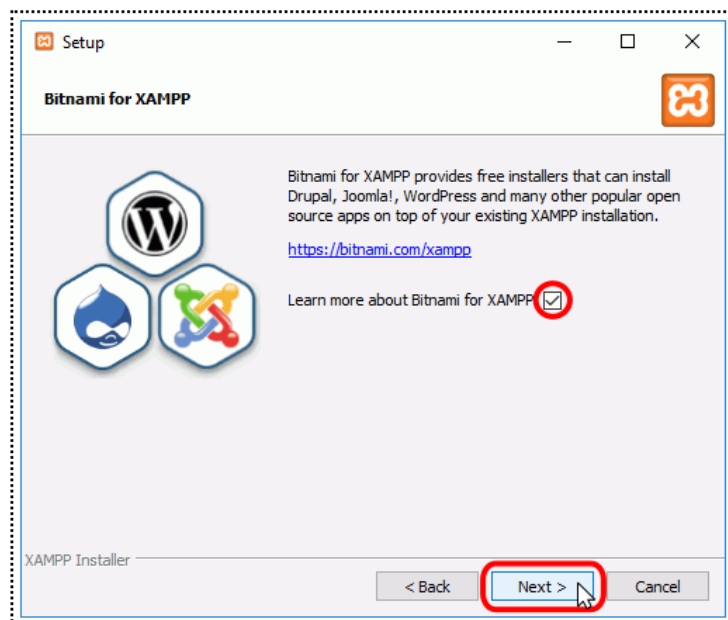 Setup
Bitnami for XAMPP
Bitnami for XAMPP provides free installers that can install
Drupal, Joomla!, WordPress and many other popular open
source apps on top of your existing XAMPP installation.
https://bitnami.com/xampp
Learn more about Bitnami for XAMPP
XAMPP Installer
< Back Next > Cancel